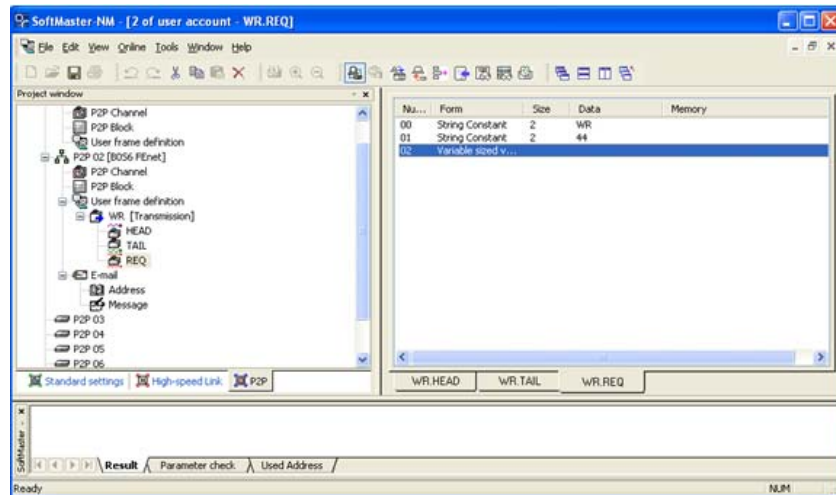 SoftMaster-NM - [2 of user account - WR.REQ]
File Edit View Online Tools Window Help
Project window
P2P Channel
P2P Block
User frame definition
P2P 02 [B0S6 FEnet]
P2P Channel
P2P Block
User frame definition
WR [Transmission]
HEAD
TAIL
REQ
E-mail
Address
Message
P2P 03
P2P 04
P2P 05
P2P 06
Standard settings High-speed Link P2P
Nu... Form Size Data Memory
00 String Constant 2 WR
01 String Constant 2 44
02 Variable sized v...
WR.HEAD WR.TAIL WR.REQ
SoftMaster -
Result Parameter check Used Address
Ready NUM